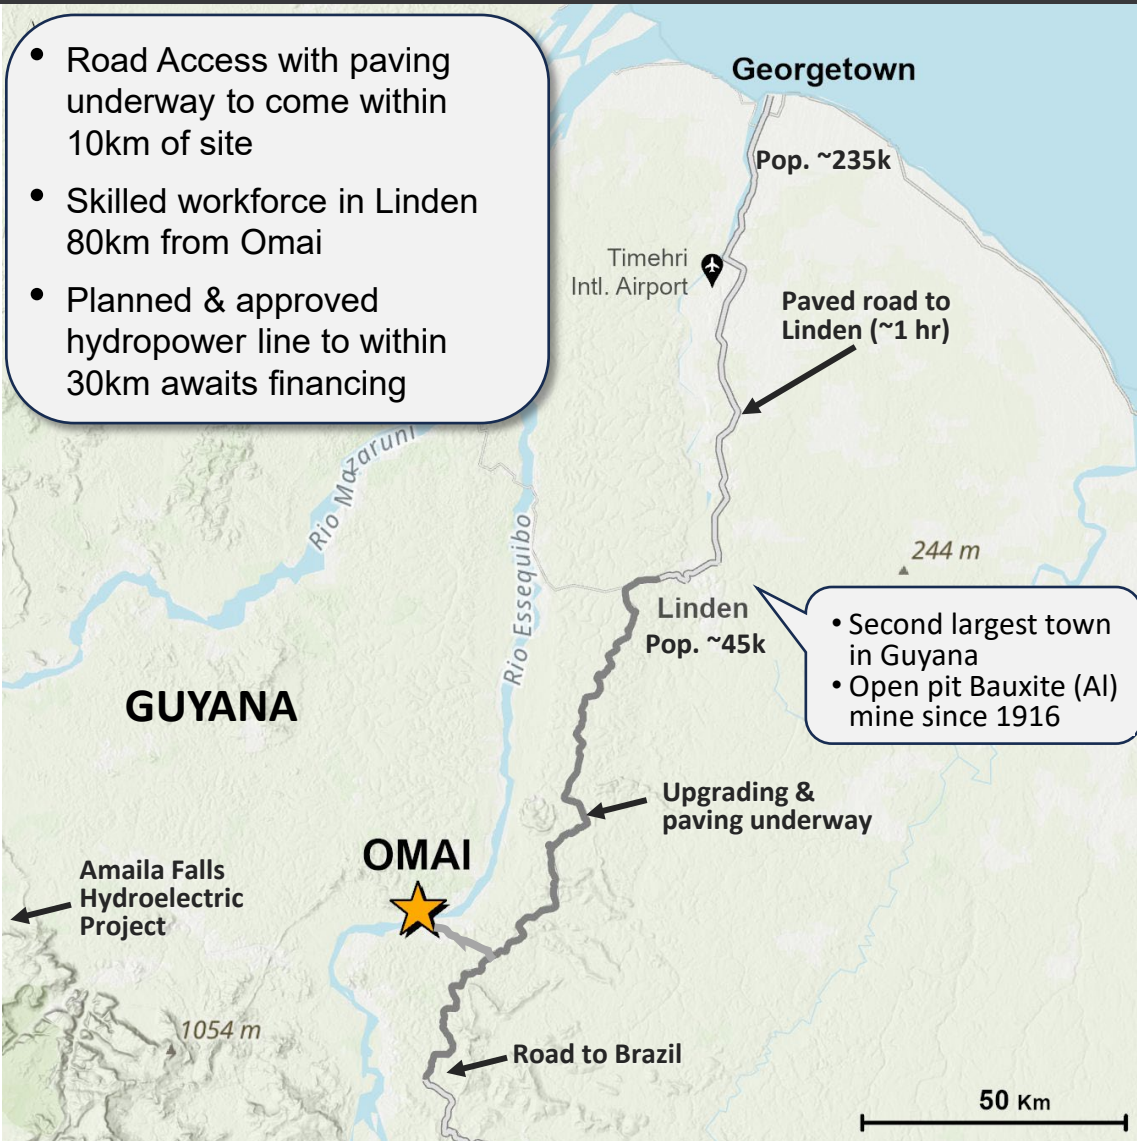 • Road Access with paving
underway to come within
10km of site
• Skilled workforce in Linden
80km from Omai
• Planned & approved
hydropower line to within
30km awaits financing
Georgetown
Pop. ~235k
Timehri
Intl. Airport
Paved road to
Linden (~1 hr)
Rio Mazaruni
Rio Essequibo
244 m
Linden
Pop. ~45k
• Second largest town
in Guyana
• Open pit Bauxite (Al)
mine since 1916
GUYANA
Upgrading &
paving underway
OMAI
Amaila Falls
Hydroelectric
Project
1054 m
Road to Brazil
50 Km